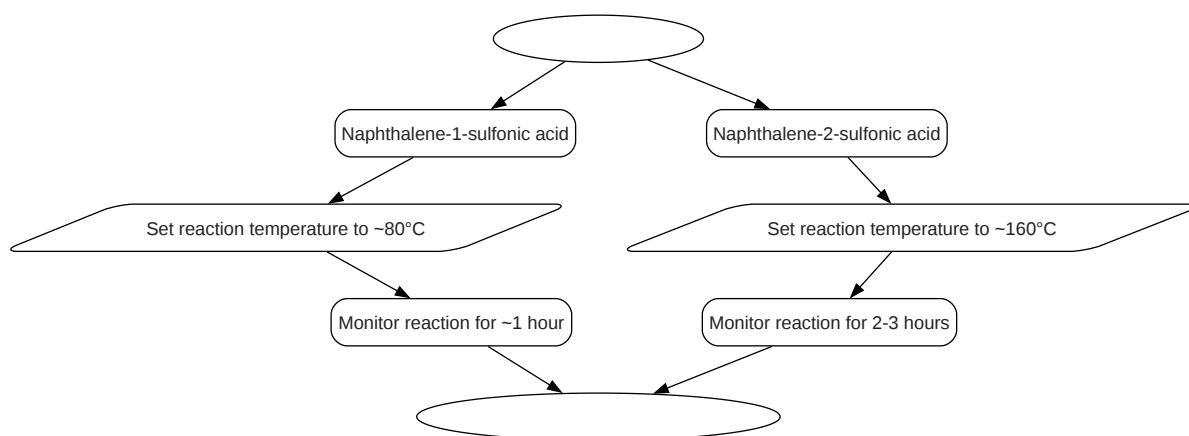 Naphthalene-1-sulfonic acid
Naphthalene-2-sulfonic acid
Set reaction temperature to ~80°C
Set reaction temperature to ~160°C
Monitor reaction for ~1 hour
Monitor reaction for 2-3 hours